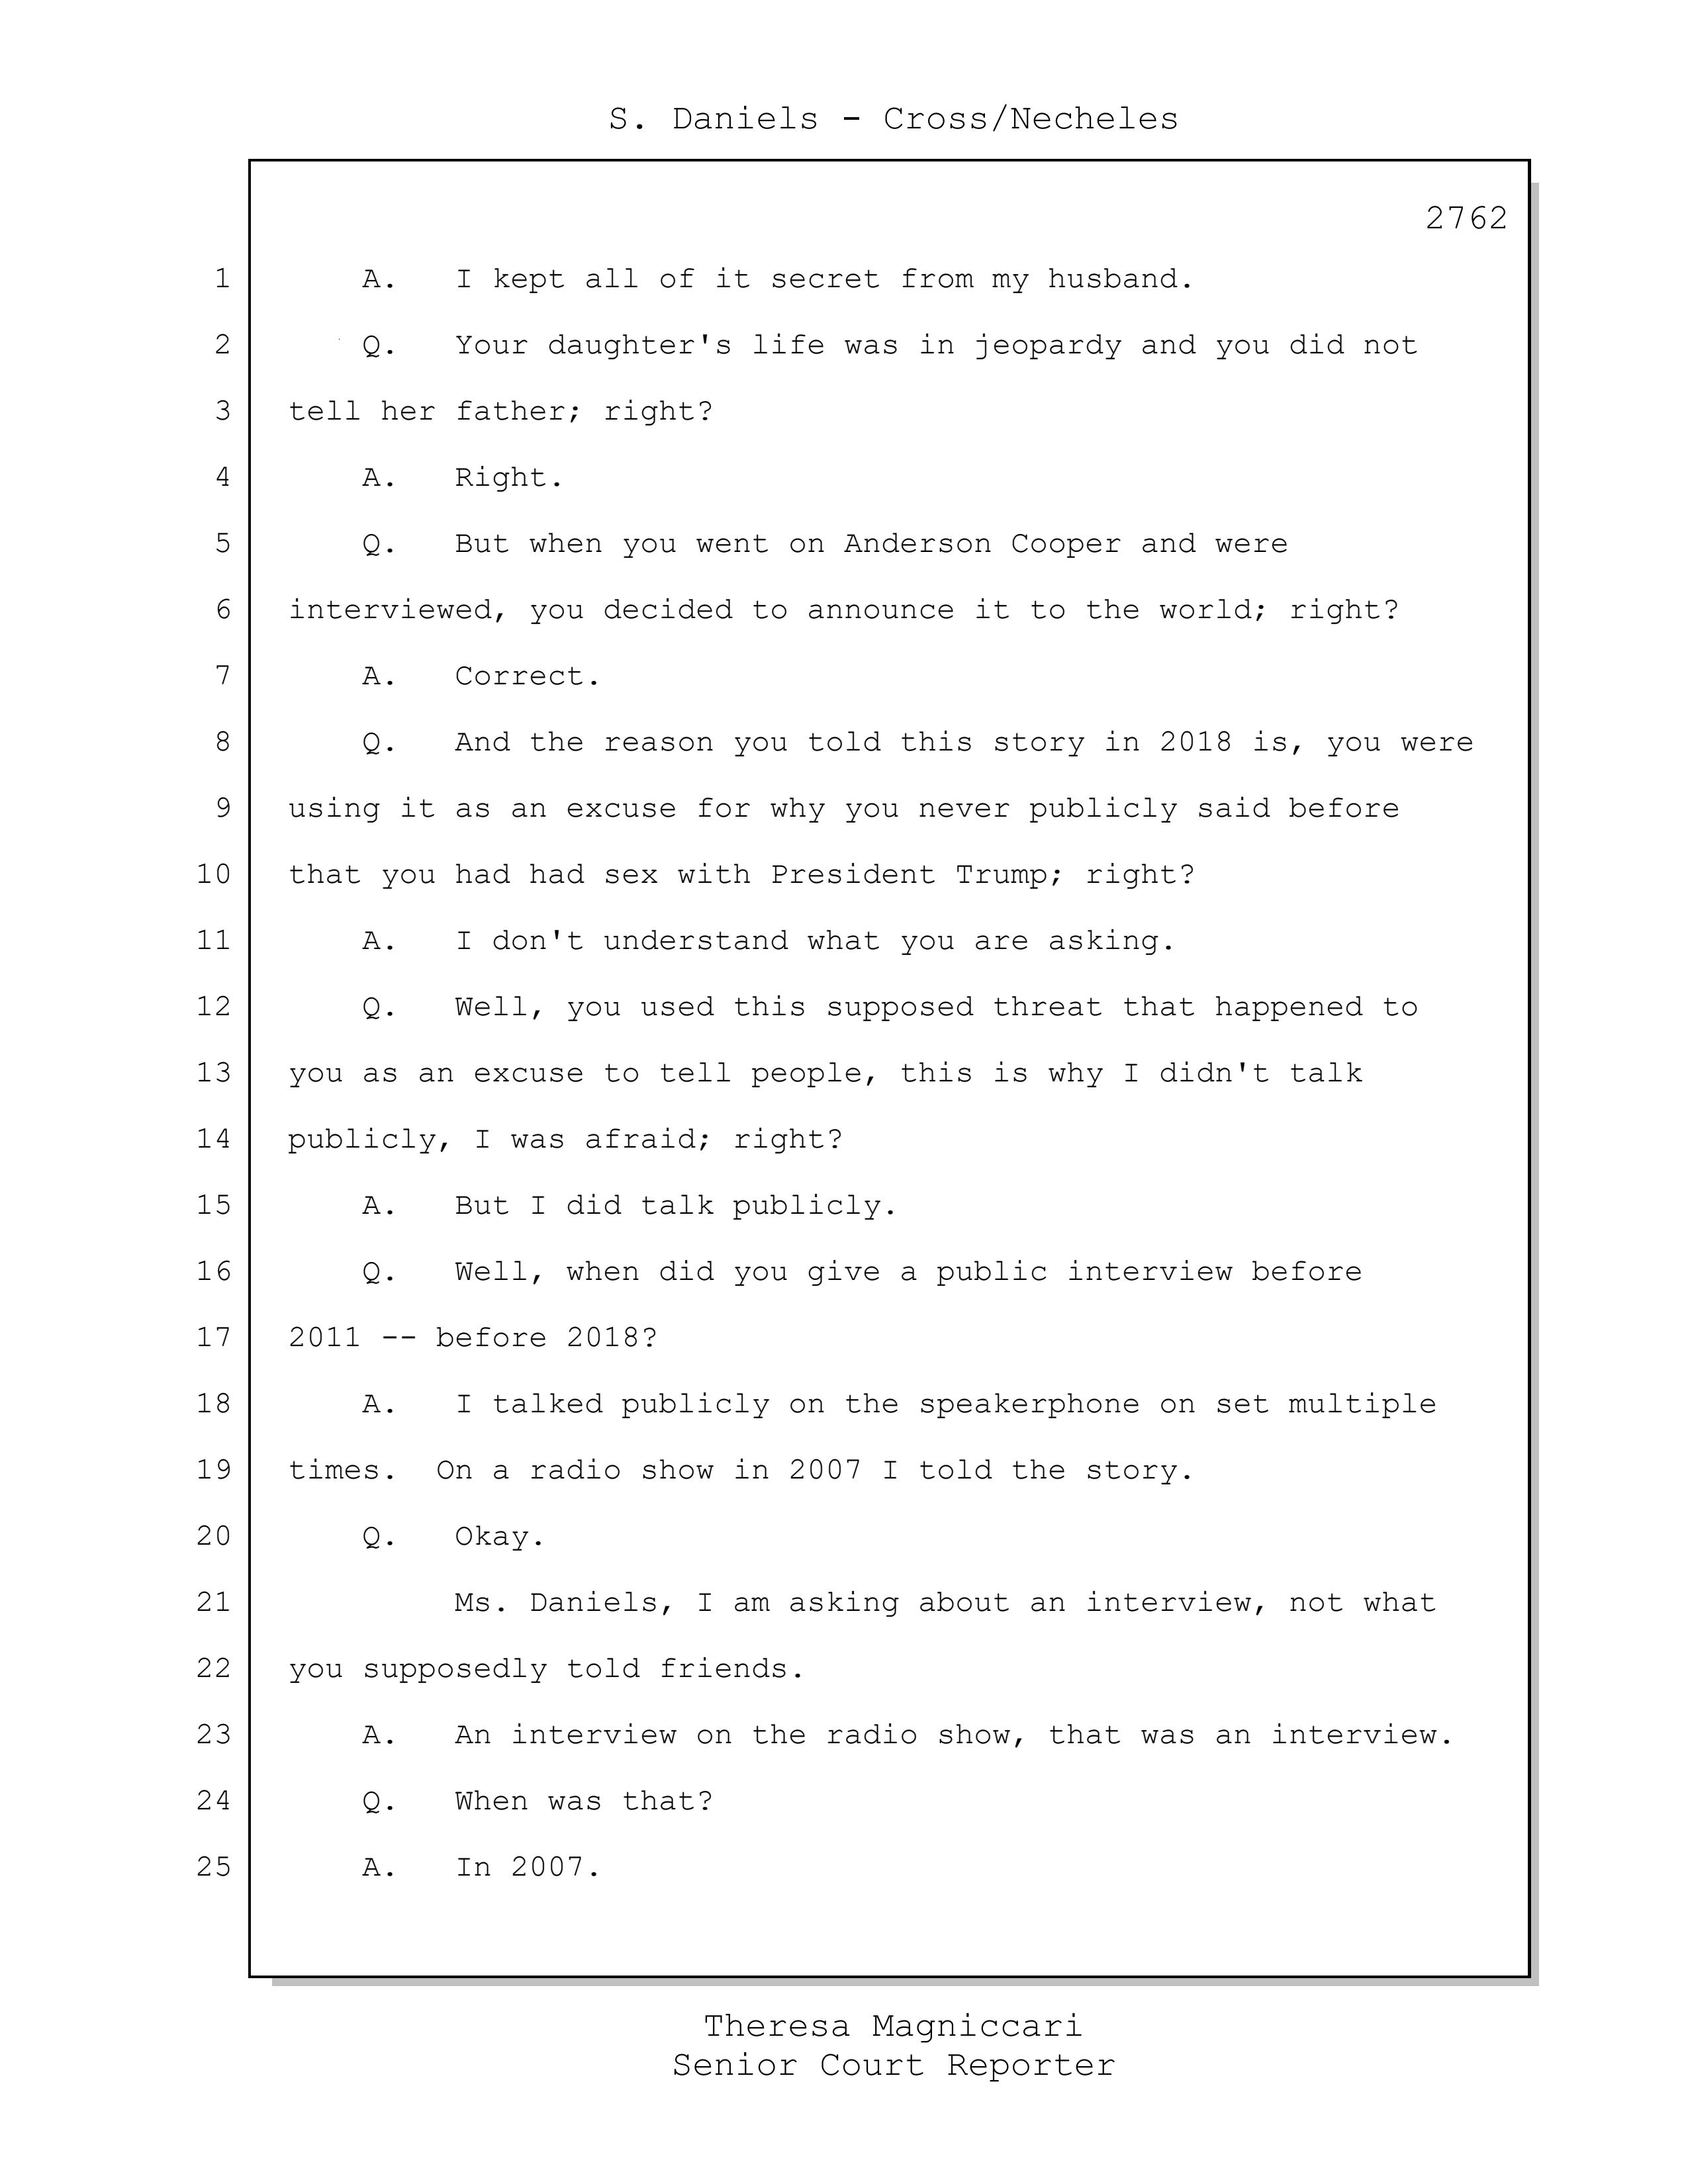 S. Daniels - Cross/Necheles
2762
1 A. I kept all of it secret from my husband.
2 Q. Your daughter's life was in jeopardy and you did not
3 tell her father; right?
4 A. Right.
5 Q. But when you went on Anderson Cooper and were
6 interviewed, you decided to announce it to the world; right?
7 A. Correct.
8 Q. And the reason you told this story in 2018 is, you were
9 using it as an excuse for why you never publicly said before
10 that you had had sex with President Trump; right?
11 A. I don't understand what you are asking.
12 Q. Well, you used this supposed threat that happened to
13 you as an excuse to tell people, this is why I didn't talk
14 publicly, I was afraid; right?
15 A. But I did talk publicly.
16 Q. Well, when did you give a public interview before
17 2011 -- before 2018?
18 A. I talked publicly on the speakerphone on set multiple
19 times. On a radio show in 2007 I told the story.
20 Q. Okay.
21 Ms. Daniels, I am asking about an interview, not what
22 you supposedly told friends.
23 A. An interview on the radio show, that was an interview.
24 Q. When was that?
25 A. In 2007.
Theresa Magniccari
Senior Court Reporter